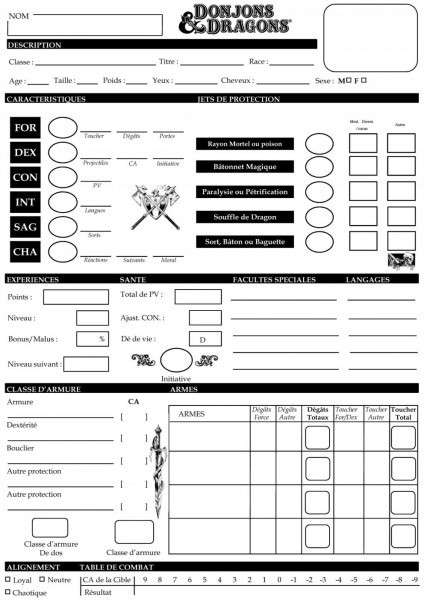 NOM
DONJONS
& DRAGONS®
DESCRIPTION
Classe : Titre : Race :
Age : Taille : Poids : Yeux : Cheveux : Sexe : M F
CARACTERISTIQUES JETS DE PROTECTION
Mod. Divers Autre
FOR
Toucher Dégâts Portes
Rayon Mortel ou poison
DEX
Projectiles CA Initiative
Bâtonnet Magique
CON
PV
Paralysie ou Pétrification
INT
Langues
Souffle de Dragon
SAG
Sorts
Sort, Bâton ou Baguette
CHA
Réactions Suivants Moral
EXPERIENCES SANTE FACULTES SPECIALES LANGAGES
Points : Total de PV :
Niveau : Ajust. CON. :
Bonus/Malus : % Dé de vie : D
Niveau suivant :
Initiative
CLASSE D'ARMURE ARMES
Armure CA
[ ]
Dextérité
[ ]
Bouclier
[ ]
Autre protection
[ ]
Autre protection
[ ]
ARMES Dégâts Force Dégâts Autre Dégâts Totaux Toucher For/Dex Toucher Autre Toucher Total
Classe d'armure
De dos
Classe d'armure
ALIGNEMENT TABLE DE COMBAT
Loyal Neutre CA de la Cible 9 8 7 6 5 4 3 2 1 0 -1 -2 -3 -4 -5 -6 -7 -8 -9
Chaotique Résultat